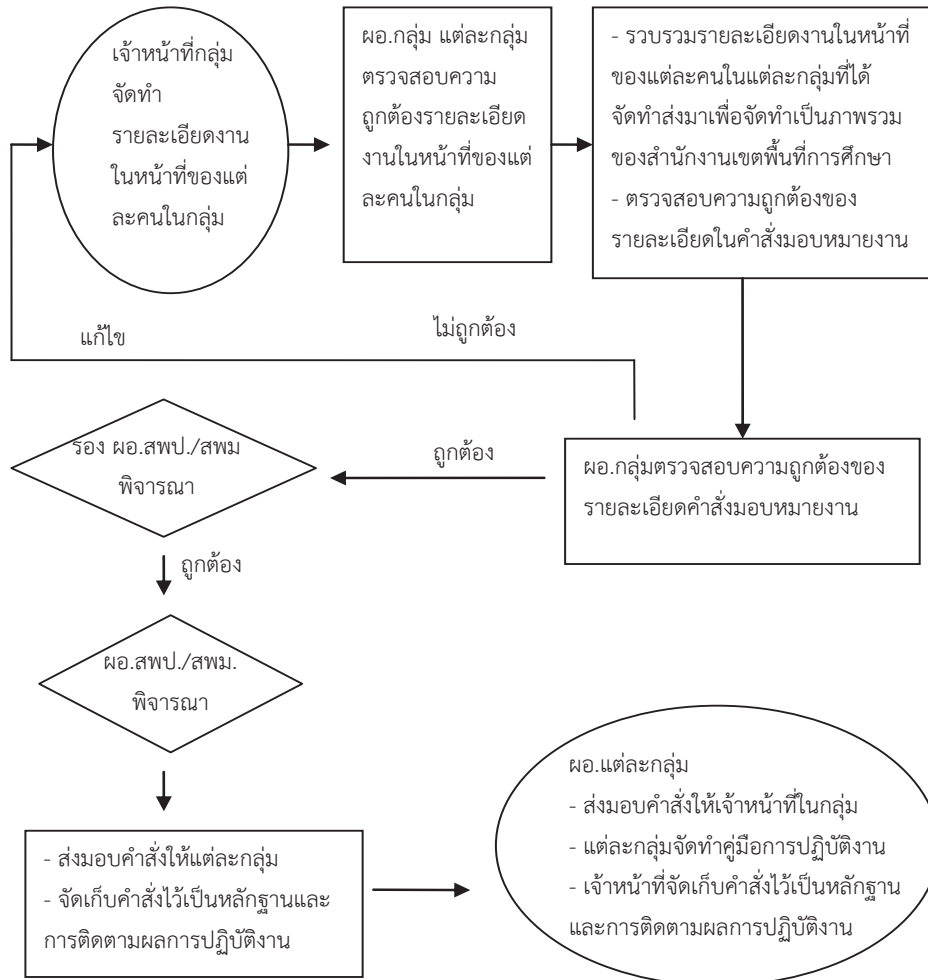 เจ้าหน้าที่กลุ่ม
จัดทำ
รายละเอียดงาน
ในหน้าที่ของแต่
ละคนในกลุ่ม
ผอ.กลุ่ม แต่ละกลุ่ม
ตรวจสอบความ
ถูกต้องรายละเอียด
งานในหน้าที่ของแต่
ละคนในกลุ่ม
- รวบรวมรายละเอียดงานในหน้าที่
ของแต่ละคนในแต่ละกลุ่มที่ได้
จัดทำส่งมาเพื่อจัดทำเป็นภาพรวม
ของสำนักงานเขตพื้นที่การศึกษา
- ตรวจสอบความถูกต้องของ
รายละเอียดในคำสั่งมอบหมายงาน
แก้ไข
ไม่ถูกต้อง
ผอ.กลุ่มตรวจสอบความถูกต้องของ
รายละเอียดคำสั่งมอบหมายงาน
ถูกต้อง
รอง ผอ.สพป./สพม
พิจารณา
ถูกต้อง
ผอ.สพป./สพม.
พิจารณา
- ส่งมอบคำสั่งให้แต่ละกลุ่ม
- จัดเก็บคำสั่งไว้เป็นหลักฐานและ
การติดตามผลการปฏิบัติงาน
ผอ.แต่ละกลุ่ม
- ส่งมอบคำสั่งให้เจ้าหน้าที่ในกลุ่ม
- แต่ละกลุ่มจัดทำคู่มือการปฏิบัติงาน
- เจ้าหน้าที่จัดเก็บคำสั่งไว้เป็นหลักฐาน
และการติดตามผลการปฏิบัติงาน